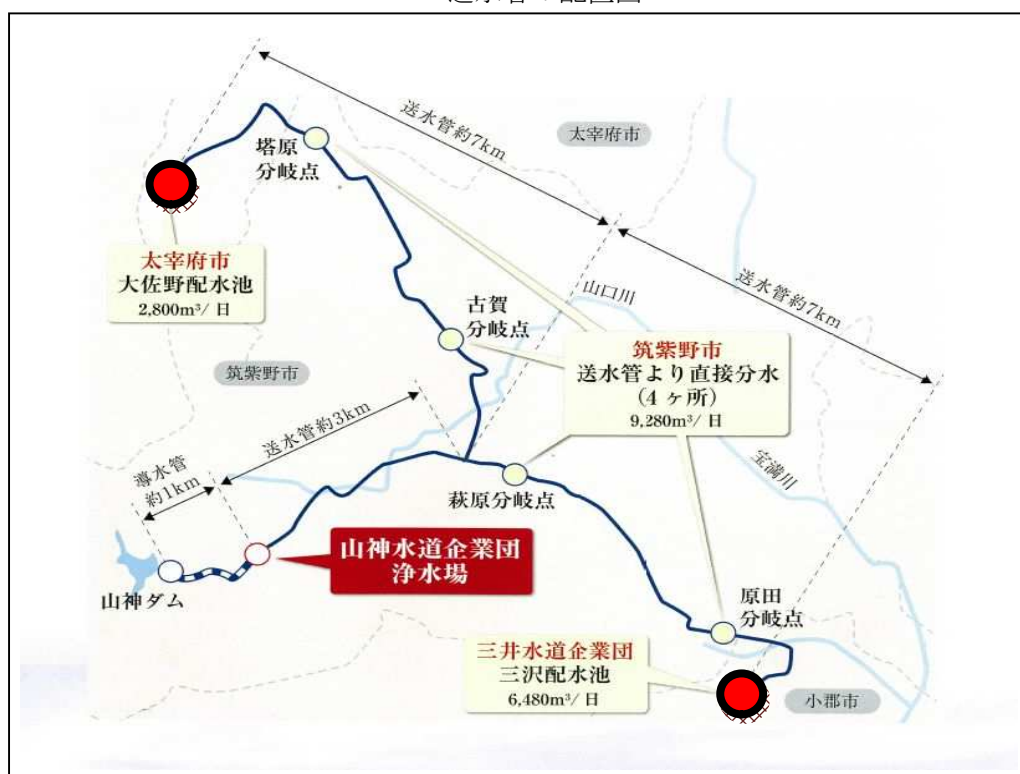 送水管約7km
太宰府市
塔原
分岐点
太宰府市
大佐野配水池
2,800m³/ 日
送水管約7km
山口川
古賀
分岐点
筑紫野市
送水管より直接分水
(4 ヶ所)
9,280m³/ 日
筑紫野市
送水管約3km
宝満川
導水管
約1km
萩原分岐点
山神水道企業団
浄水場
山神ダム
原田
分岐点
三井水道企業団
三沢配水池
6,480m³/ 日
小郡市